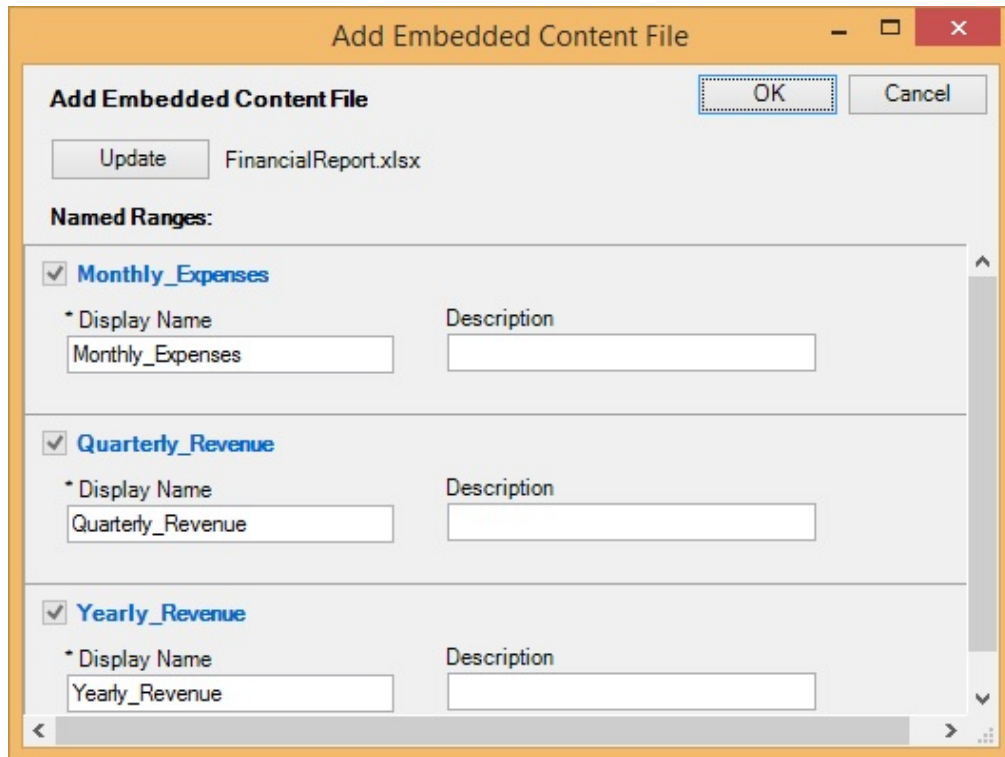 Add Embedded Content File
Add Embedded Content File
OK
Cancel
Update
FinancialReport.xlsx
Named Ranges:
Monthly_Expenses
* Display Name
Description
Monthly_Expenses
Quarterly_Revenue
* Display Name
Description
Quarterly_Revenue
Yearly_Revenue
* Display Name
Description
Yearly_Revenue